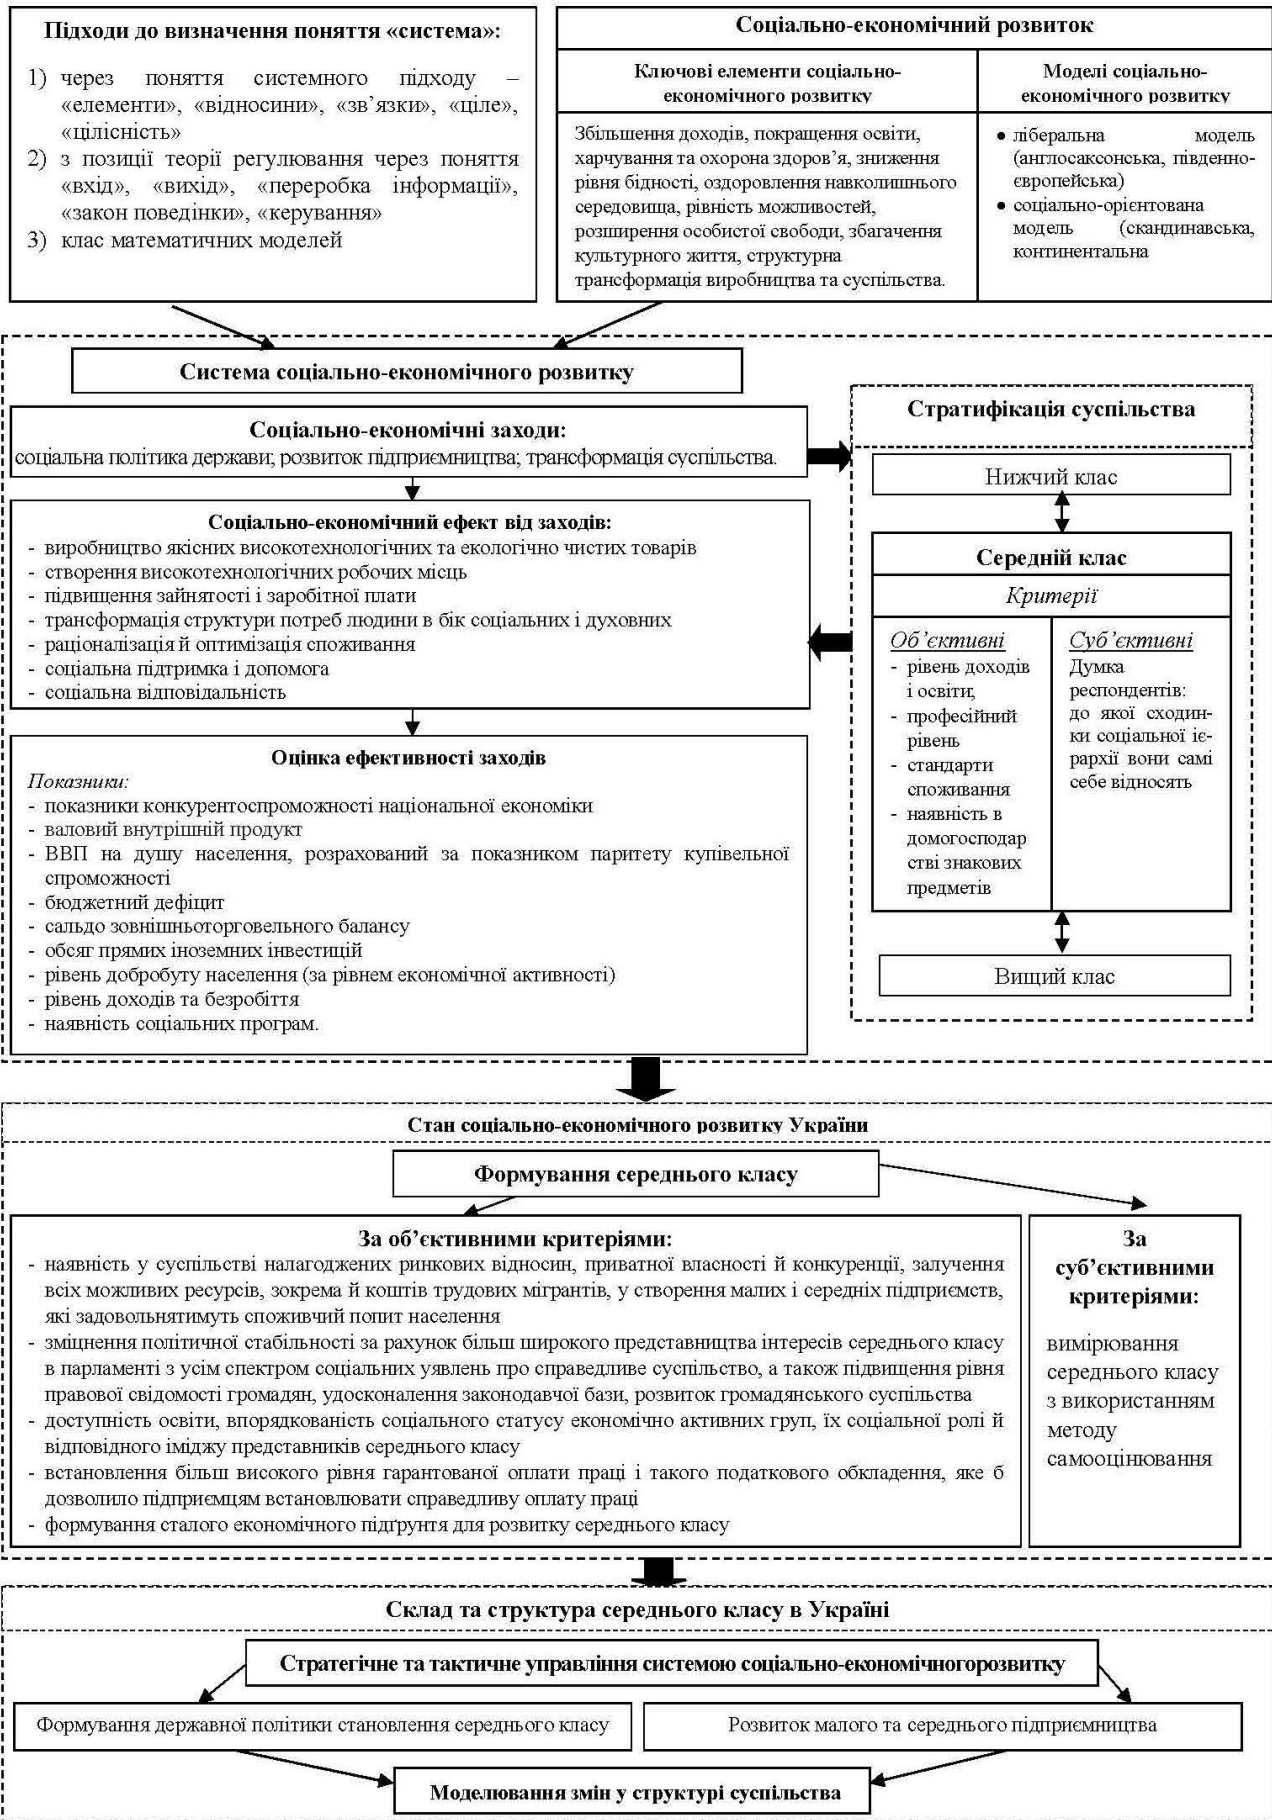 Підходи до визначення поняття «система»:
1) через поняття системного підходу –
«елементи», «відносини», «зв’язки», «ціле»,
«цілісність»
2) з позиції теорії регулювання через поняття
«вхід», «вихід», «переробка інформації»,
«закон поведінки», «керування»
3) клас математичних моделей
Соціально-економічний розвиток
Ключові елементи соціально-
економічного розвитку
Збільшення доходів, покращення освіти,
харчування та охорона здоров’я, зниження
рівня бідності, оздоровлення навколишнього
середовища, рівність можливостей,
розширення особистої свободи, збагачення
культурного життя, структурна
трансформація виробництва та суспільства.
Моделі соціально-
економічного розвитку
● ліберальна модель
(англосаксонська, південно-
європейська)
● соціально-орієнтована
модель (скандинавська,
континентальна
Система соціально-економічного розвитку
Соціально-економічні заходи:
соціальна політика держави; розвиток підприємництва; трансформація суспільства.
Соціально-економічний ефект від заходів:
- виробництво якісних високотехнологічних та екологічно чистих товарів
- створення високотехнологічних робочих місць
- підвищення зайнятості і заробітної плати
- трансформація структури потреб людини в бік соціальних і духовних
- раціоналізація й оптимізація споживання
- соціальна підтримка і допомога
- соціальна відповідальність
Оцінка ефективності заходів
Показники:
- показники конкурентоспроможності національної економіки
- валовий внутрішній продукт
- ВВП на душу населення, розрахований за показником паритету купівельної
спроможності
- бюджетний дефіцит
- сальдо зовнішньоторговельного балансу
- обсяг прямих іноземних інвестицій
- рівень добробуту населення (за рівнем економічної активності)
- рівень доходів та безробіття
- наявність соціальних програм.
Стратифікація суспільства
Нижчий клас
Середній клас
Критерії
Об’єктивні
- рівень доходів
і освіти;
- професійний
рівень
- стандарти
споживання
- наявність в
домогосподар
стві знакових
предметів
Суб’єктивні
Думка
респондентів:
до якої сходин-
ки соціальної іє-
рархії вони самі
себе відносять
Вищий клас
Стан соціально-економічного розвитку України
Формування середнього класу
За об’єктивними критеріями:
- наявність у суспільстві налагоджених ринкових відносин, приватної власності й конкуренції, залучення
всіх можливих ресурсів, зокрема й коштів трудових мігрантів, у створення малих і середніх підприємств,
які задовольнятимуть споживчий попит населення
- зміцнення політичної стабільності за рахунок більш широкого представництва інтересів середнього класу
в парламенті з усім спектром соціальних уявлень про справедливе суспільство, а також підвищення рівня
правової свідомості громадян, удосконалення законодавчої бази, розвиток громадянського суспільства
- доступність освіти, впорядкованість соціального статусу економічно активних груп, їх соціальної ролі й
відповідного іміджу представників середнього класу
- встановлення більш високого рівня гарантованої оплати праці і такого податкового обкладення, яке б
дозволило підприємцям встановлювати справедливу оплату праці
- формування сталого економічного підґрунтя для розвитку середнього класу
За
суб’єктивними
критеріями:
вимірювання
середнього класу
з використанням
методу
самооцінювання
Склад та структура середнього класу в Україні
Стратегічне та тактичне управління системою соціально-економічногорозвитку
Формування державної політики становлення середнього класу
Розвиток малого та середнього підприємництва
Моделювання змін у структурі суспільства